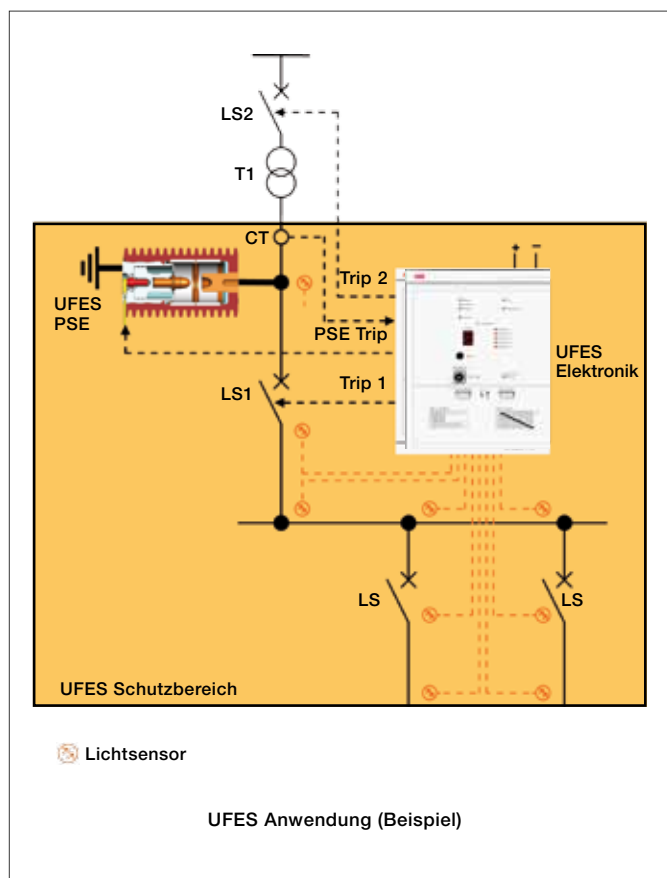 LS2
T1
CT
Trip 2
+ −
UFES
PSE
PSE Trip
UFES
Elektronik
LS1
Trip 1
LS
LS
UFES Schutzbereich
Lichtsensor
UFES Anwendung (Beispiel)